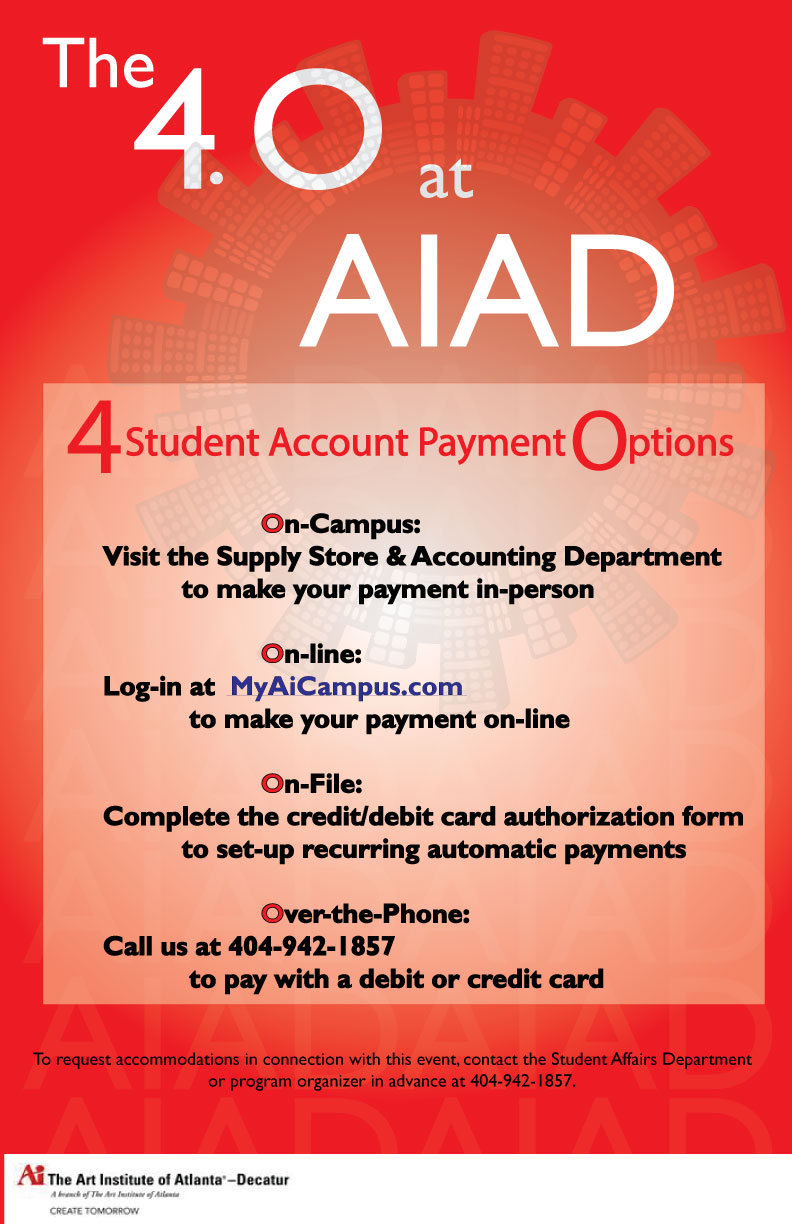 The
4.O at
AIAD
4 Student Account Payment Options
On-Campus:
Visit the Supply Store & Accounting Department
to make your payment in-person
On-line:
Log-in at MyAiCampus.com
to make your payment on-line
On-File:
Complete the credit/debit card authorization form
to set-up recurring automatic payments
Over-the-Phone:
Call us at 404-942-1857
to pay with a debit or credit card
AIADAIAD
To request accommodations in connection with this event, contact the Student Affairs Department
or program organizer in advance at 404-942-1857.
AIADAIAD
Ai The Art Institute of Atlanta®–Decatur
A branch of The Art Institute of Atlanta
CREATE TOMORROW